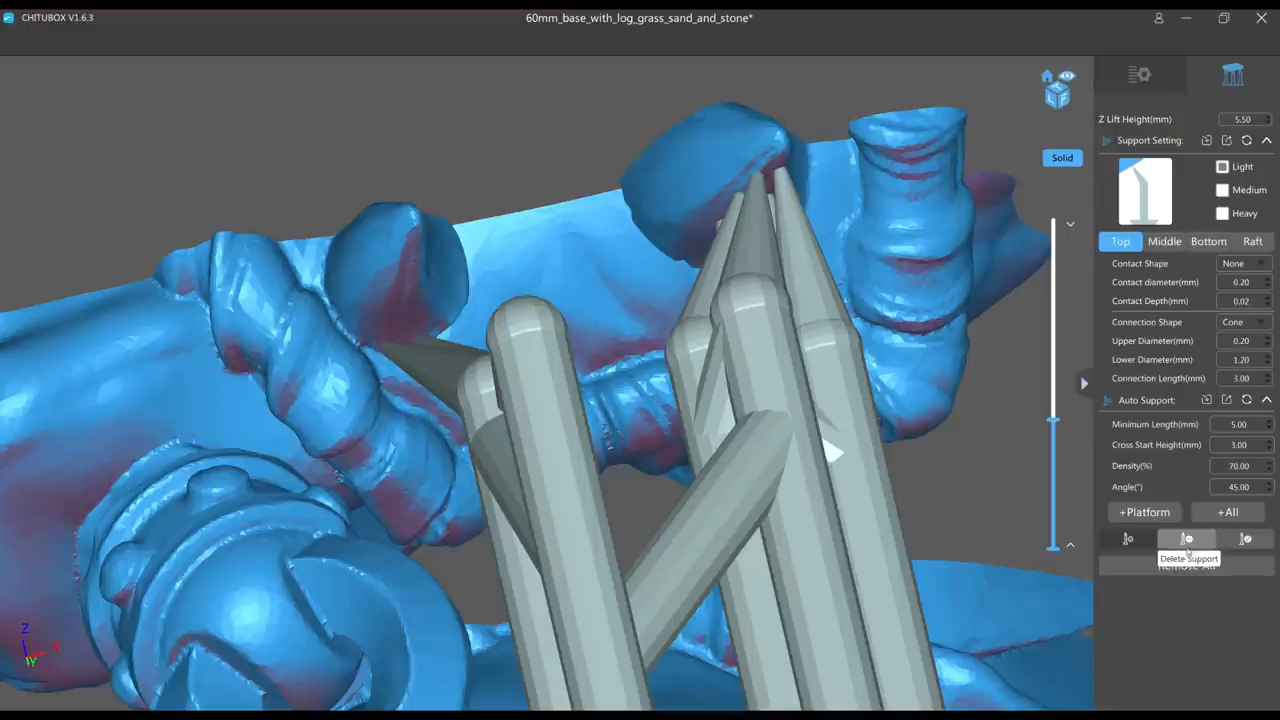 CHITUBOX V1.6.3
60mm_base_with_log_grass_sand_and_stone*
Z Lift Height(mm) 5.50
Support Setting:
Light
Medium
Heavy
Solid
Top Middle Bottom Raft
Contact Shape None
Contact diameter(mm) 0.20
Contact Depth(mm) 0.02
Connection Shape Cone
Upper Diameter(mm) 0.20
Lower Diameter(mm) 1.20
Connection Length(mm) 3.00
Auto Support:
Minimum Length(mm) 5.00
Cross Start Height(mm) 3.00
Density(%) 70.00
Angle(°) 45.00
+Platform +All
Delete Support
Z
X
Y